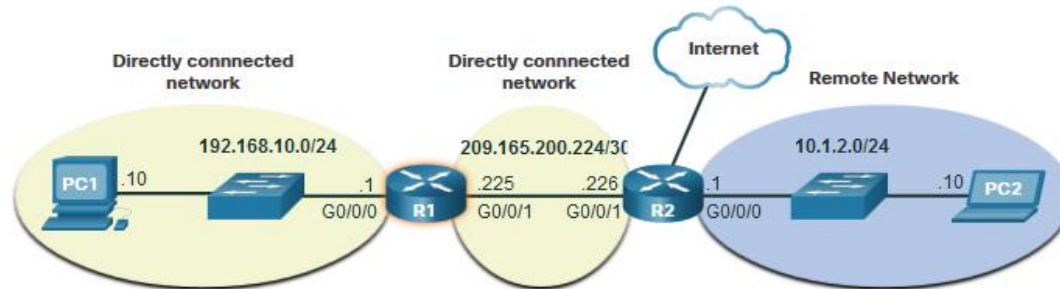 Internet
Directly connnected
network
Directly connnected
network
Remote Network
192.168.10.0/24
209.165.200.224/30
10.1.2.0/24
PC1
.10
.1
G0/0/0
R1
.225
G0/0/1
.226
G0/0/1
R2
.1
G0/0/0
.10
PC2